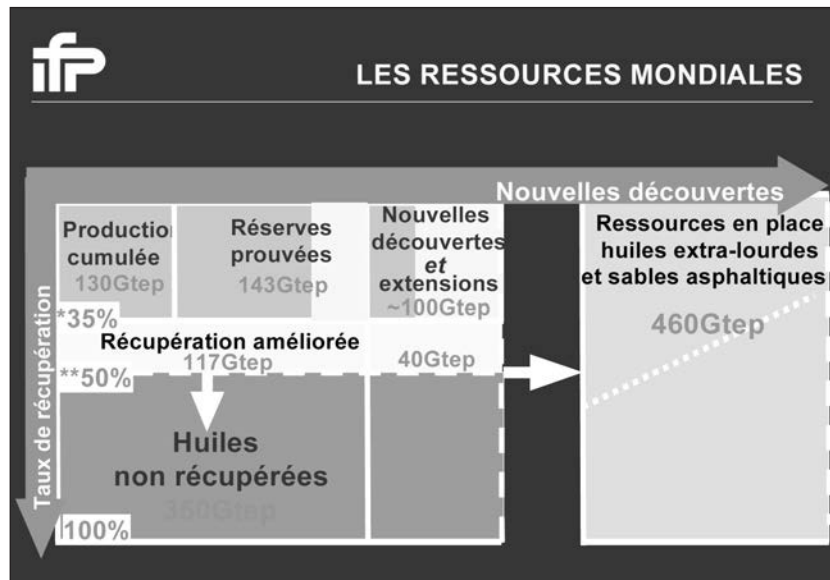 ifp
LES RESSOURCES MONDIALES
Nouvelles découvertes
Taux de récupération
Production
cumulée
130Gtep
Réserves
prouvées
143Gtep
Nouvelles
découvertes
et
extensions
~100Gtep
Ressources en place
huiles extra-lourdes
et sables asphaltiques
460Gtep
*35%
Récupération améliorée
117Gtep
40Gtep
**50%
Huiles
non récupérées
350Gtep
100%